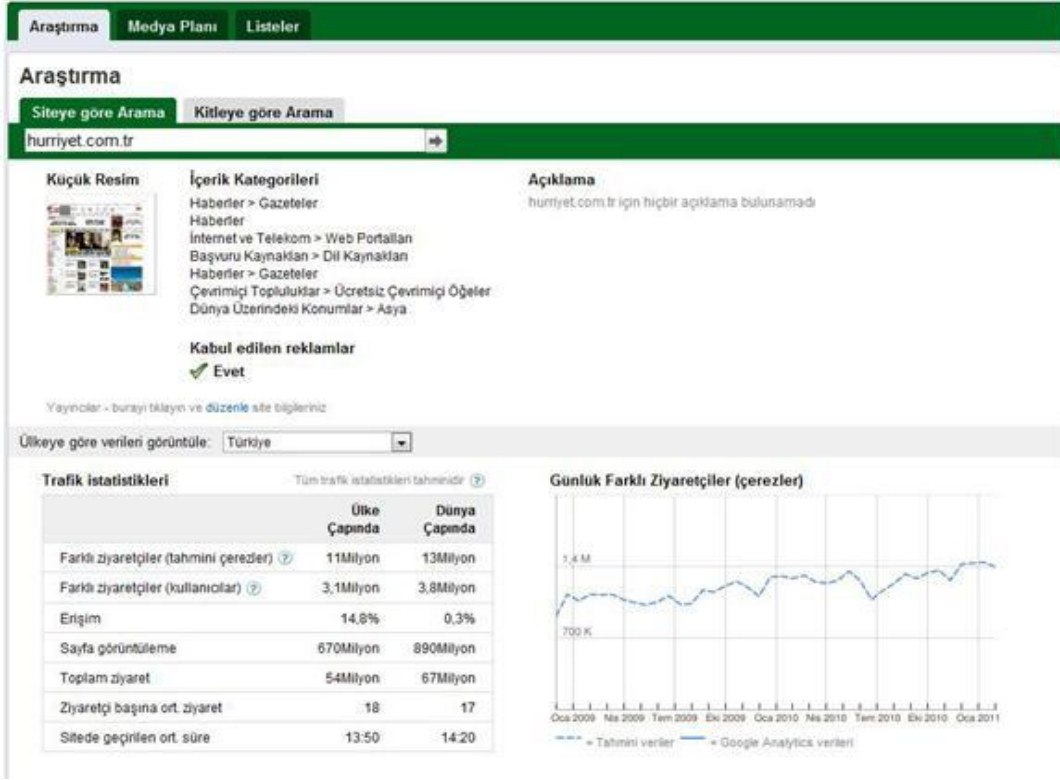 Araştırma Medya Planı Listeler
Araştırma
Siteye göre Arama Kitleye göre Arama
hurriyet.com.tr
Küçük Resim
İçerik Kategorileri
Haberler > Gazeteler
Haberler
İnternet ve Telekom > Web Portalları
Başvuru Kaynakları > Dil Kaynakları
Haberler > Gazeteler
Çevrimiçi Topluluklar > Ücretsiz Çevrimiçi Öğeler
Dünya Üzerindeki Konumlar > Asya
Kabul edilen reklamlar
Evet
Açıklama
hurriyet.com.tr için hiçbir açıklama bulunamadı
Yayıncılar - burayı tıklayın ve düzenle site bilgileriniz
Ülkeye göre verileri görüntüle: Türkiye
Trafik istatistikleri Tüm trafik istatistikleri tahminidir ?
Ülke Çapında Dünya Çapında
Farklı ziyaretçiler (tahmini çerezler) ? 11Milyon 13Milyon
Farklı ziyaretçiler (kullanıcılar) ? 3,1Milyon 3,8Milyon
Erişim 14,8% 0,3%
Sayfa görüntüleme 670Milyon 890Milyon
Toplam ziyaret 54Milyon 67Milyon
Ziyaretçi başına ort. ziyaret 18 17
Sitede geçirilen ort. süre 13:50 14:20
Günlük Farklı Ziyaretçiler (çerezler)
1,4 M
700 K
Oca 2009 Nis 2009 Tem 2009 Eki 2009 Oca 2010 Nis 2010 Tem 2010 Eki 2010 Oca 2011
= Tahmini veriler = Google Analytics verileri